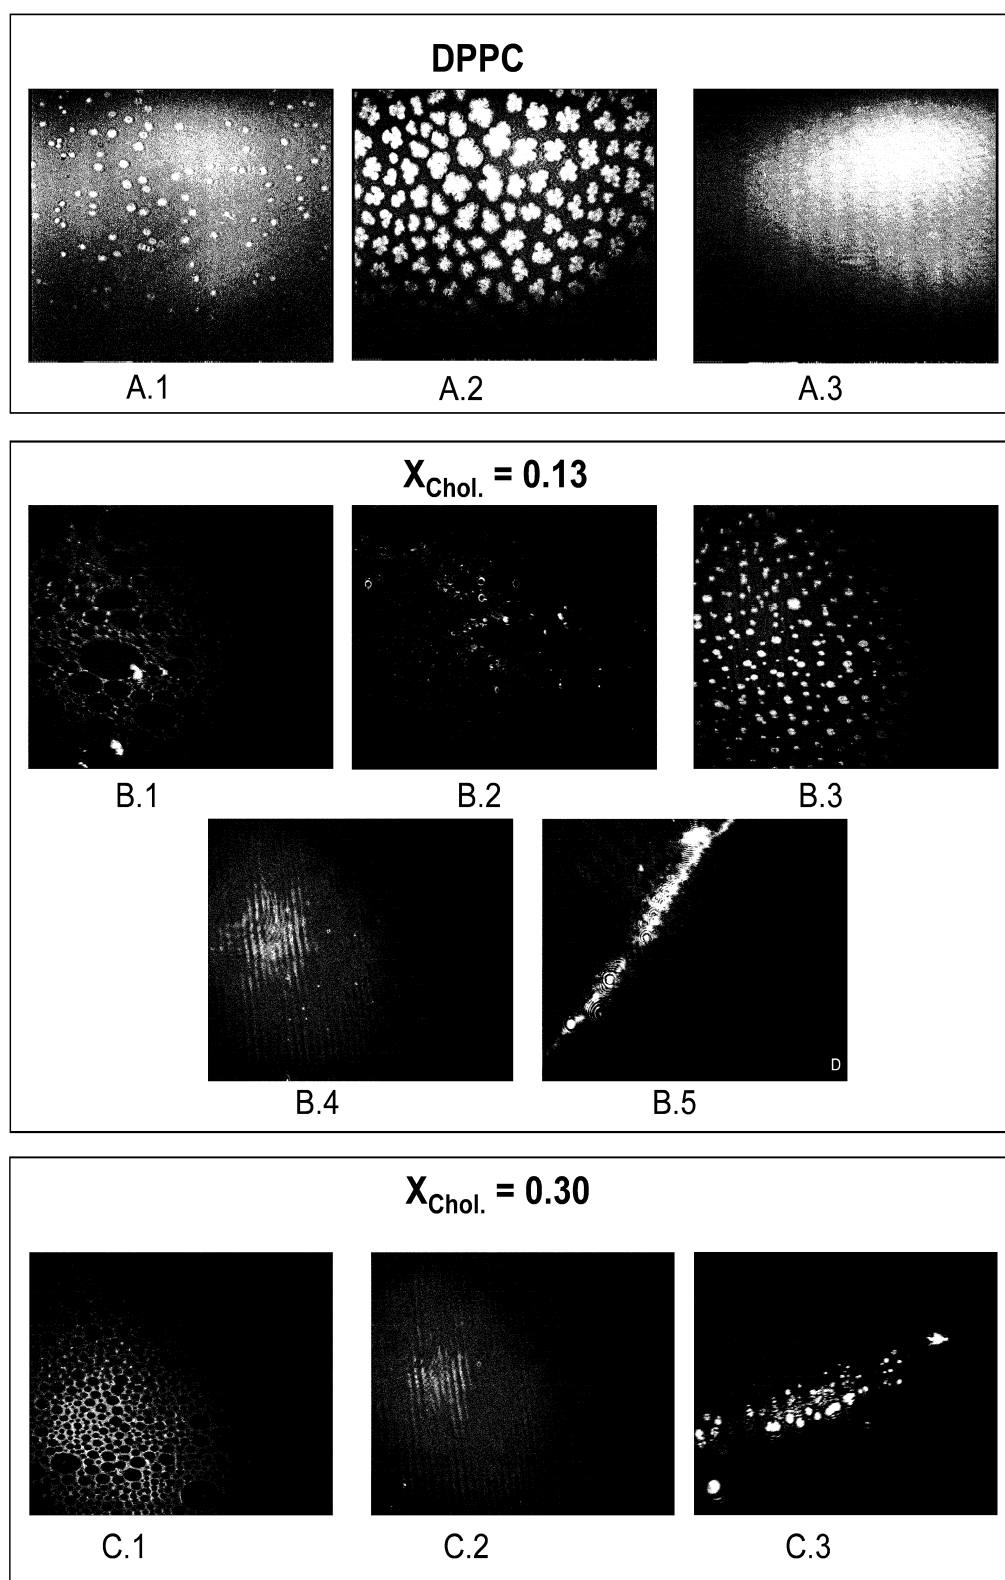 DPPC
A.1 A.2 A.3
XChol. = 0.13
B.1 B.2 B.3
D
B.4 B.5
XChol. = 0.30
C.1 C.2 C.3